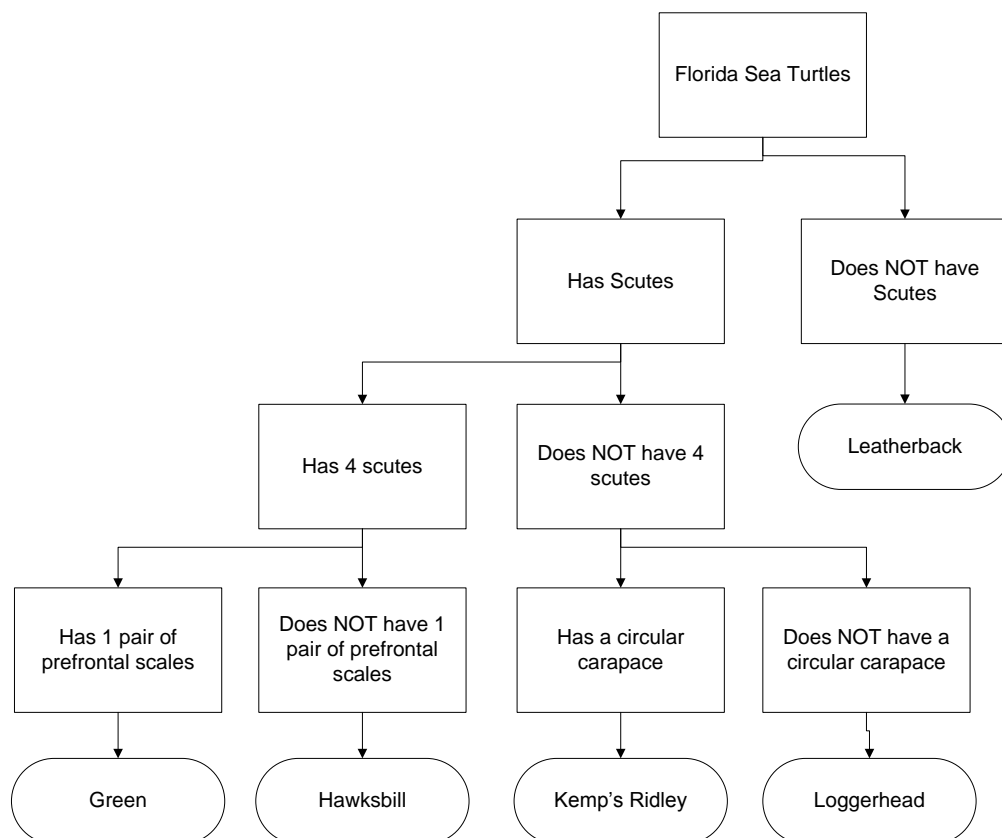 Florida Sea Turtles
Has Scutes
Does NOT have
Scutes
Has 4 scutes
Does NOT have 4
scutes
Leatherback
Has 1 pair of
prefrontal scales
Does NOT have 1
pair of prefrontal
scales
Has a circular
carapace
Does NOT have a
circular carapace
Green
Hawksbill
Kemp's Ridley
Loggerhead